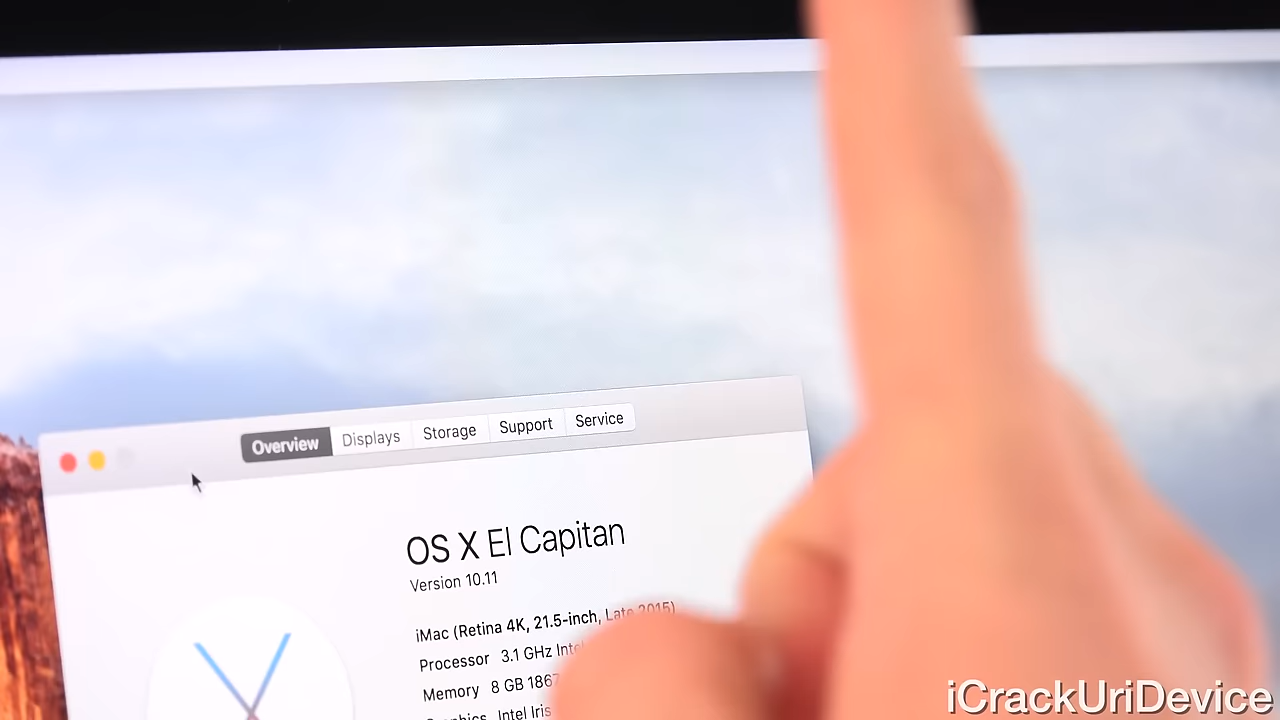 Overview Displays Storage Support Service
OS X El Capitan
Version 10.11
iMac (Retina 4K, 21.5-inch, Late 2015)
Processor 3.1 GHz
Memory 8 GB
Intel Iris
iCrackUriDevice